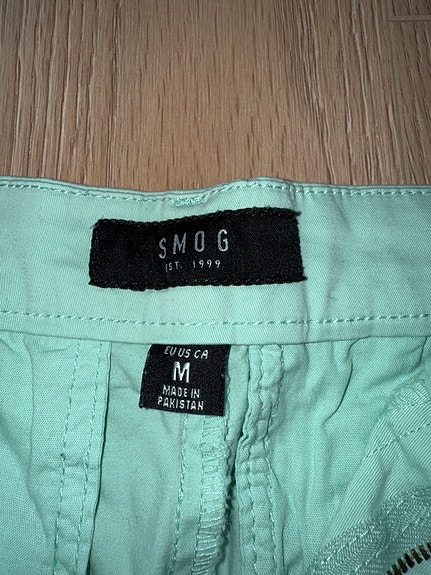 SMOG
EST. 1999
EU US CA
M
MADE IN
PAKISTAN